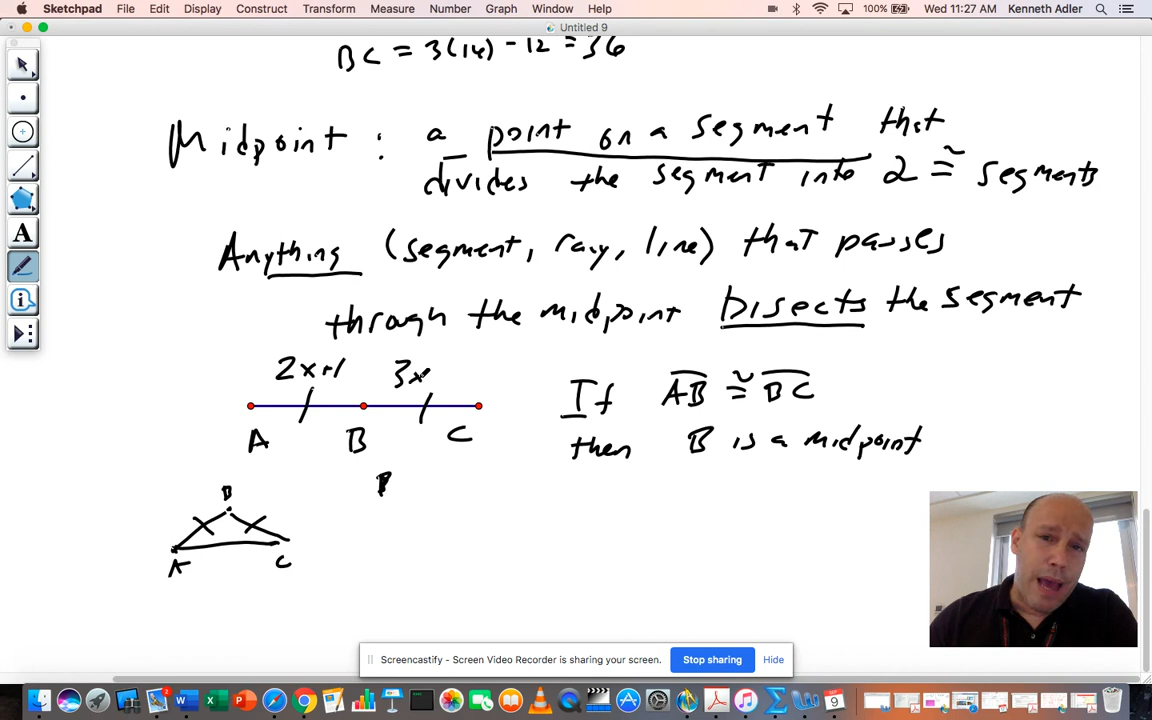 Sketchpad File Edit Display Construct Transform Measure Number Graph Window Help 100% Wed 11:27 AM Kenneth Adler
Untitled 9
BC = 3(16) - 12 = 36
Midpoint : a point on a segment that
divides the segment into 2 ≅ segments
Anything (segment, ray, line) that passes
through the midpoint bisects the segment
2x+1 3x
A B C
If AB ≅ BC
then B is a midpoint
B
A C
Screencastify - Screen Video Recorder is sharing your screen. Stop sharing Hide